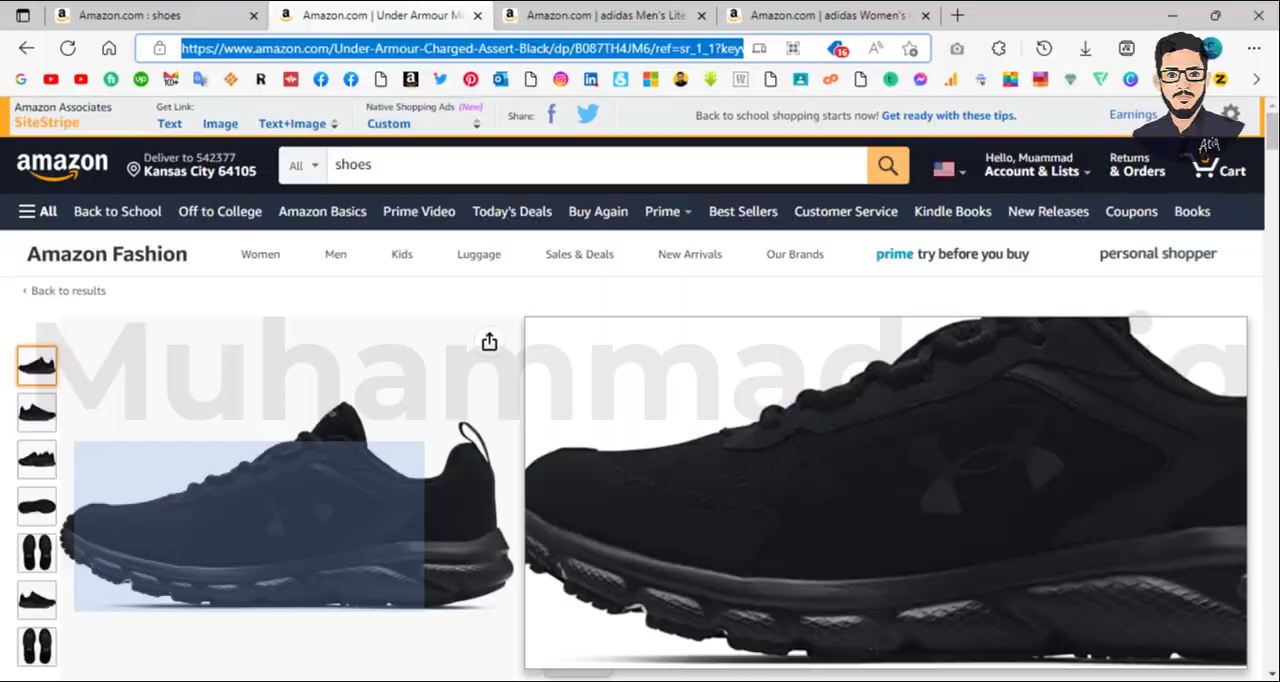 Amazon.com : shoes
Amazon.com | Under Armour M
Amazon.com | adidas Men's Lite
Amazon.com | adidas Women's
https://www.amazon.com/Under-Armour-Charged-Assert-Black/dp/B087TH4JM6/ref=sr_1_1?key
16
Amazon Associates
SiteStripe
Get Link:
Text Image Text+Image
Native Shopping Ads (New)
Custom
Share:
Back to school shopping starts now! Get ready with these tips.
Earnings
Atiq
amazon
Deliver to 542377
Kansas City 64105
All
shoes
Hello, Muammad
Account & Lists
Returns
& Orders
Cart
All Back to School Off to College Amazon Basics Prime Video Today's Deals Buy Again Prime Best Sellers Customer Service Kindle Books New Releases Coupons Books
Amazon Fashion Women Men Kids Luggage Sales & Deals New Arrivals Our Brands prime try before you buy personal shopper
‹ Back to results
Muhammad